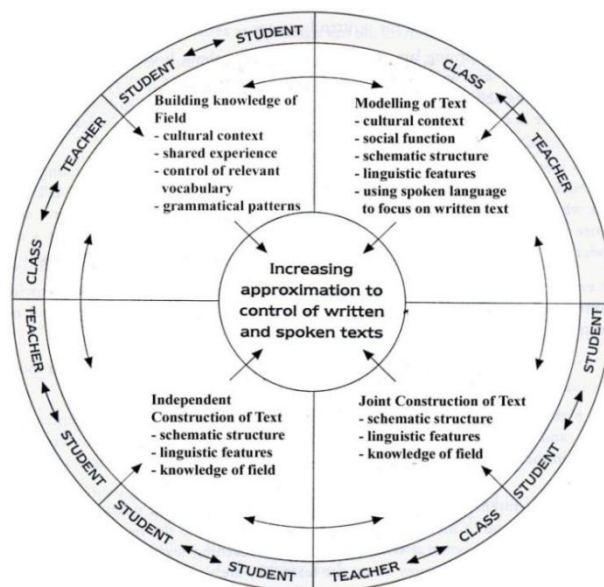 STUDENT
STUDENT
TEACHER
CLASS
CLASS
TEACHER
Building knowledge of
Field
- cultural context
- shared experience
- control of relevant
vocabulary
- grammatical patterns
Modelling of Text
- cultural context
- social function
- schematic structure
- linguistic features
- using spoken language
to focus on written text
Increasing
approximation to
control of written
and spoken texts
Independent
Construction of Text
- schematic structure
- linguistic features
- knowledge of field
Joint Construction of Text
- schematic structure
- linguistic features
- knowledge of field
TEACHER
STUDENT
STUDENT
STUDENT
TEACHER
CLASS
STUDENT
STUDENT